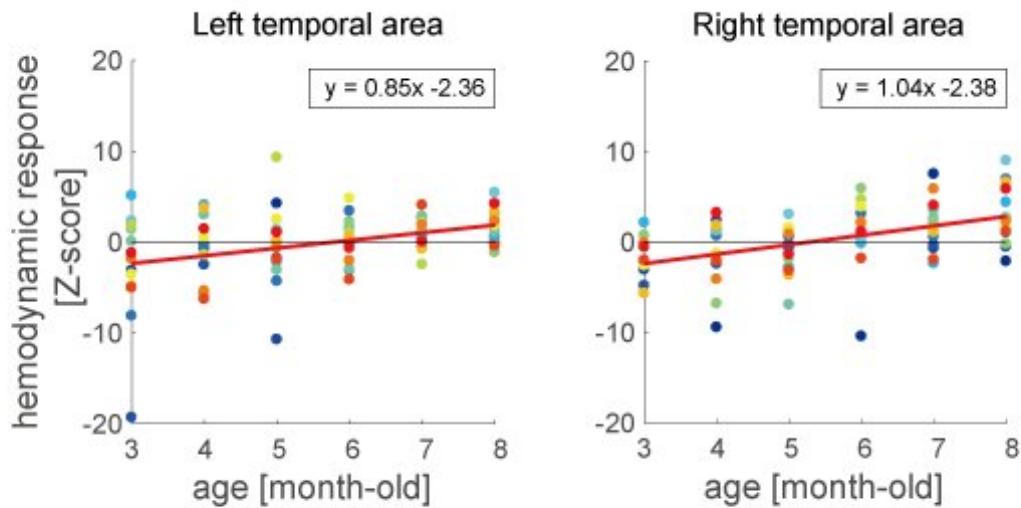 Left temporal area
Right temporal area
hemodynamic response
[Z-score]
20
10
0
-10
-20
y = 0.85x -2.36
3 4 5 6 7 8
age [month-old]
20
10
0
-10
-20
y = 1.04x -2.38
3 4 5 6 7 8
age [month-old]